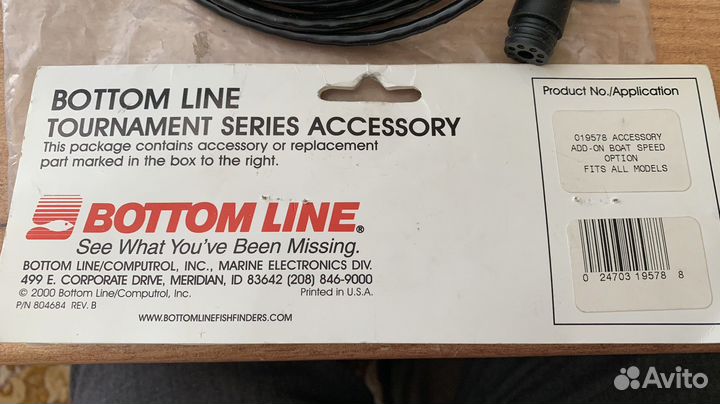 BOTTOM LINE
TOURNAMENT SERIES ACCESSORY
This package contains accessory or replacement
part marked in the box to the right.
BOTTOM LINE®
See What You've Been Missing.
BOTTOM LINE/COMPUTROL, INC., MARINE ELECTRONICS DIV.
499 E. CORPORATE DRIVE, MERIDIAN, ID 83642 (208) 846-9000
© 2000 Bottom Line/Computrol, Inc. Printed in U.S.A.
P/N 804684 REV. B
WWW.BOTTOMLINEFISHFINDERS.COM
Product No./Application
019578 ACCESSORY
ADD-ON BOAT SPEED
OPTION
FITS ALL MODELS
0 24703 19578 8
Avito